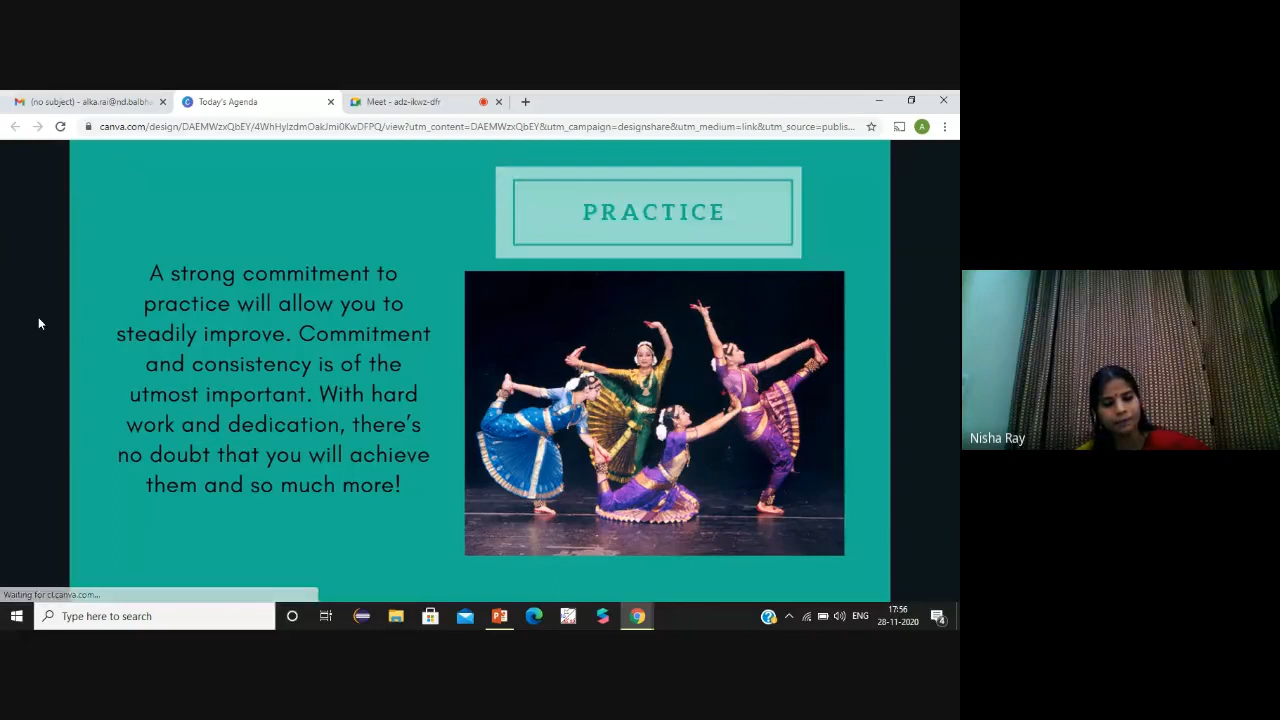 (no subject) - alka.rai@nd.balbha
Today's Agenda
Meet - adz-ikwz-dfr
canva.com/design/DAEMWzxQbEY/4WhHylzdmOakJmi0KwDFPQ/view?utm_content=DAEMWzxQbEY&utm_campaign=designshare&utm_medium=link&utm_source=publis...
A
PRACTICE
A strong commitment to
practice will allow you to
steadily improve. Commitment
and consistency is of the
utmost important. With hard
work and dedication, there's
no doubt that you will achieve
them and so much more!
Nisha Ray
Waiting for ct.canva.com...
Type here to search
ENG
17:56
28-11-2020
4